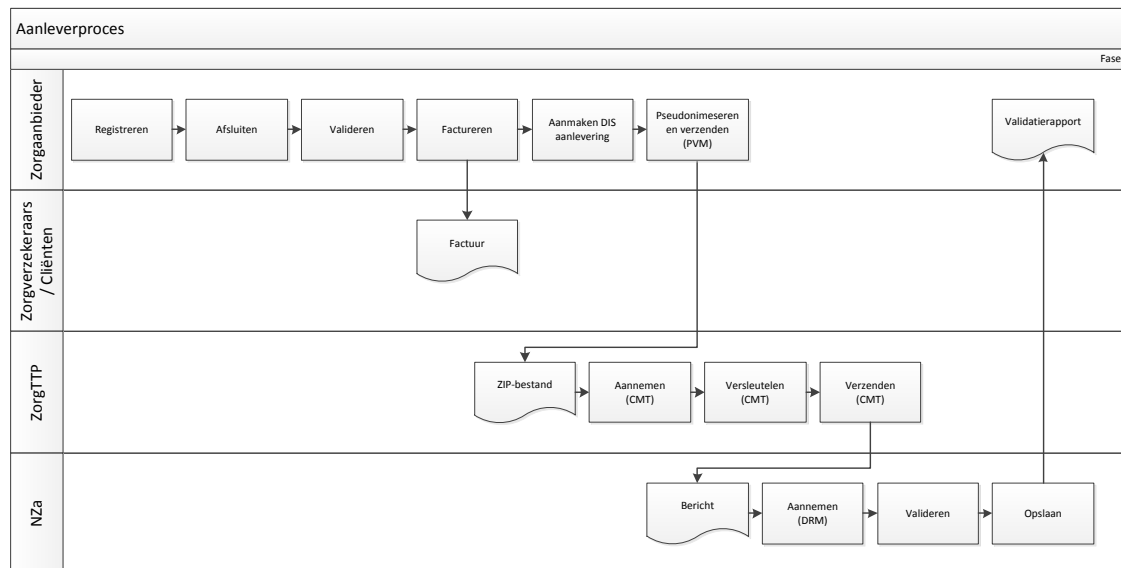 Aanleverproces
Fase
Zorgaanbieder
Registreren
Afsluiten
Valideren
Factureren
Aanmaken DIS
aanlevering
Pseudonimeseren
en verzenden
(PVM)
Validatierapport
Zorgverzekeraars
/ Cliënten
Factuur
ZorgTTP
ZIP-bestand
Aannemen
(CMT)
Versleutelen
(CMT)
Verzenden
(CMT)
NZa
Bericht
Aannemen
(DRM)
Valideren
Opslaan